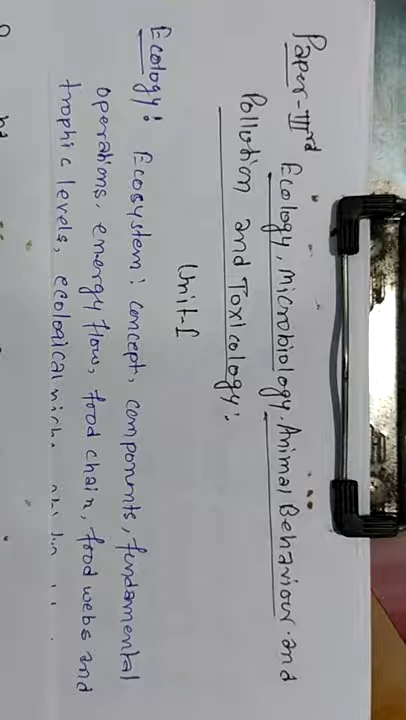 Paper-IIIrd Ecology, Microbiology, Animal Behaviour and
Pollution and Toxicology:
Unit-I
Ecology: Ecosystem: concept, components, fundamental
operations, energy flow, food chain, food webs and
trophic levels, ecological